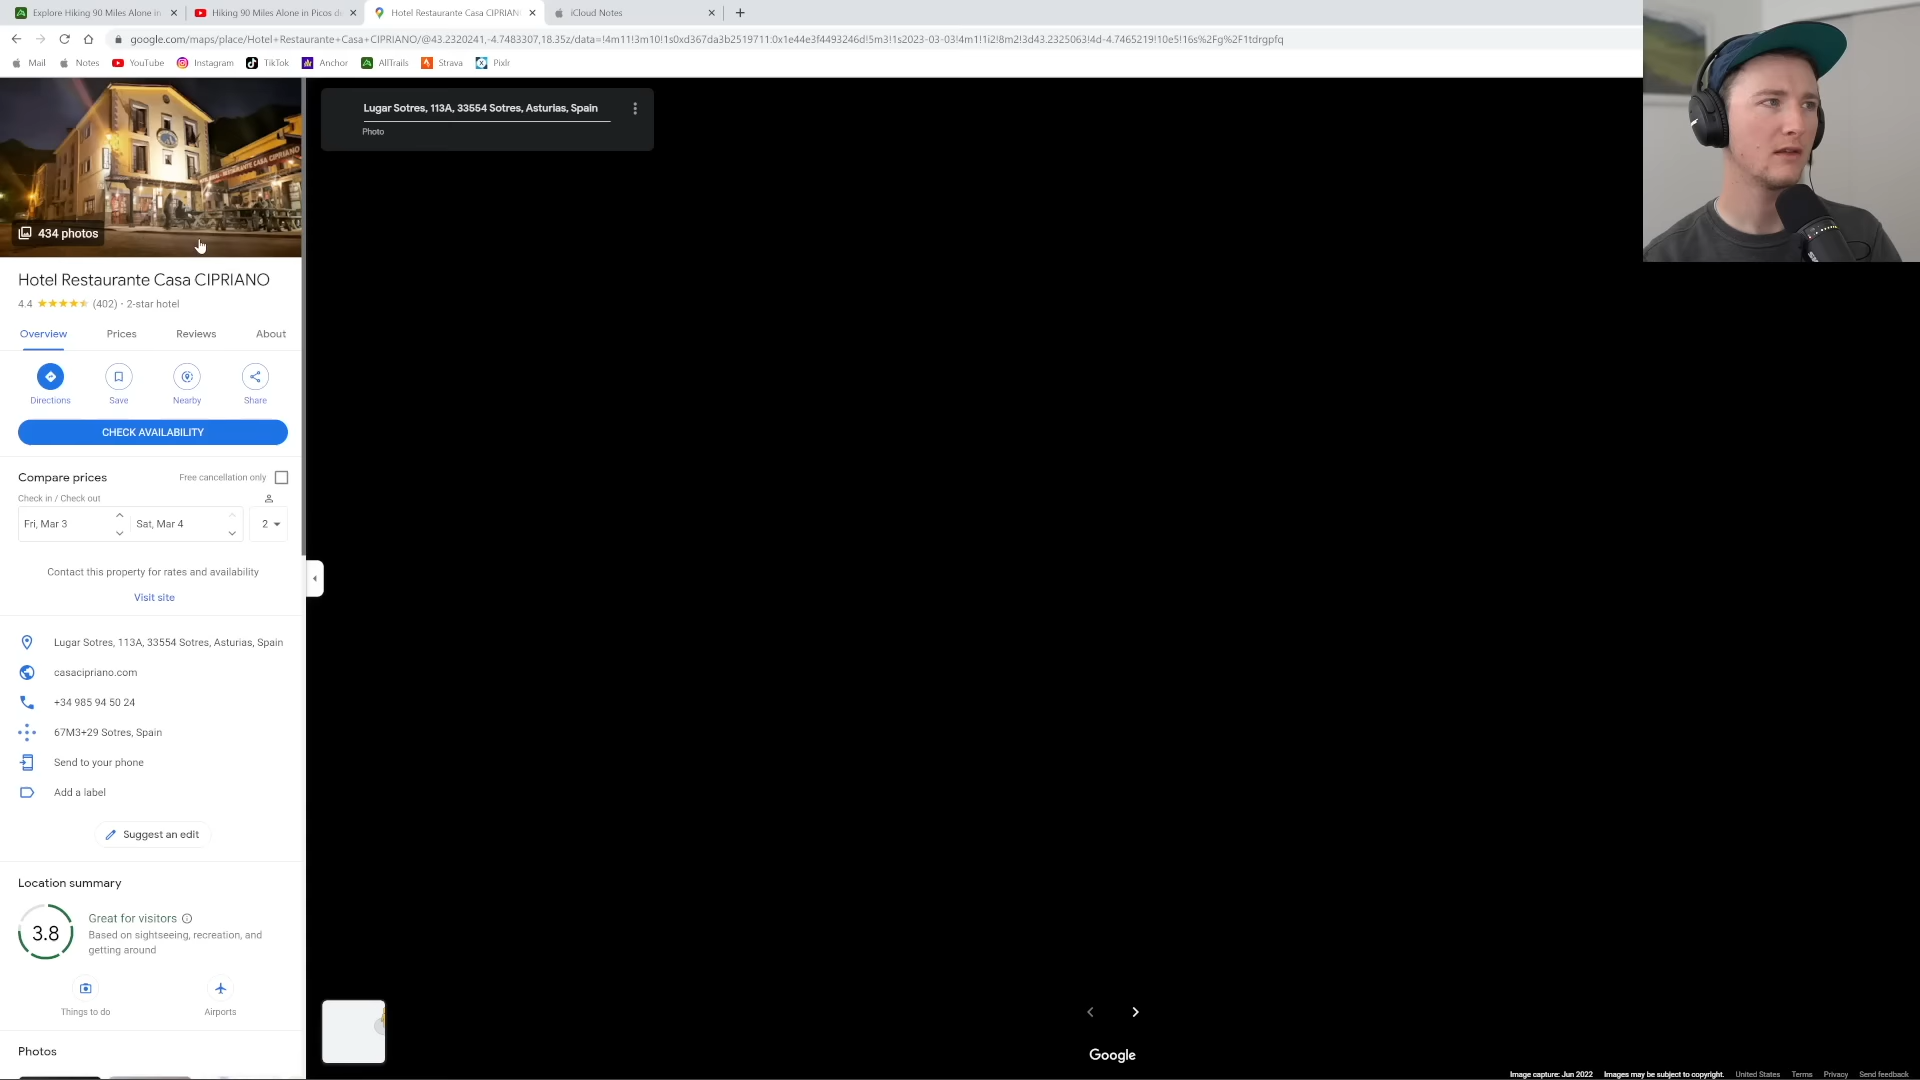 Explore Hiking 90 Miles Alone in
Hiking 90 Miles Alone in Picos d
Hotel Restaurante Casa CIPRIAN
iCloud Notes
google.com/maps/place/Hotel+Restaurante+Casa+CIPRIANO/@43.2320241,-4.7483307,18.35z/data=!4m11!3m10!1s0xd367da3b2519711:0x1e44e3f4493246d!5m3!1s2023-03-03!4m1!1i2!8m2!3d43.2325063!4d-4.7465219!10e5!16s%2Fg%2F1tdrgpfq
Mail
Notes
YouTube
Instagram
TikTok
Anchor
AllTrails
Strava
Pixlr
Lugar Sotres, 113A, 33554 Sotres, Asturias, Spain
Photo
434 photos
Hotel Restaurante Casa CIPRIANO
4.4 (402) · 2-star hotel
Overview Prices Reviews About
Directions Save Nearby Share
CHECK AVAILABILITY
Compare prices
Free cancellation only
Check in / Check out
Fri, Mar 3
Sat, Mar 4
2
Contact this property for rates and availability
Visit site
Lugar Sotres, 113A, 33554 Sotres, Asturias, Spain
casacipriano.com
+34 985 94 50 24
67M3+29 Sotres, Spain
Send to your phone
Add a label
Suggest an edit
Location summary
3.8
Great for visitors
Based on sightseeing, recreation, and
getting around
Things to do
Airports
Photos
Google
Image capture: Jun 2022 Images may be subject to copyright. United States Terms Privacy Send feedback